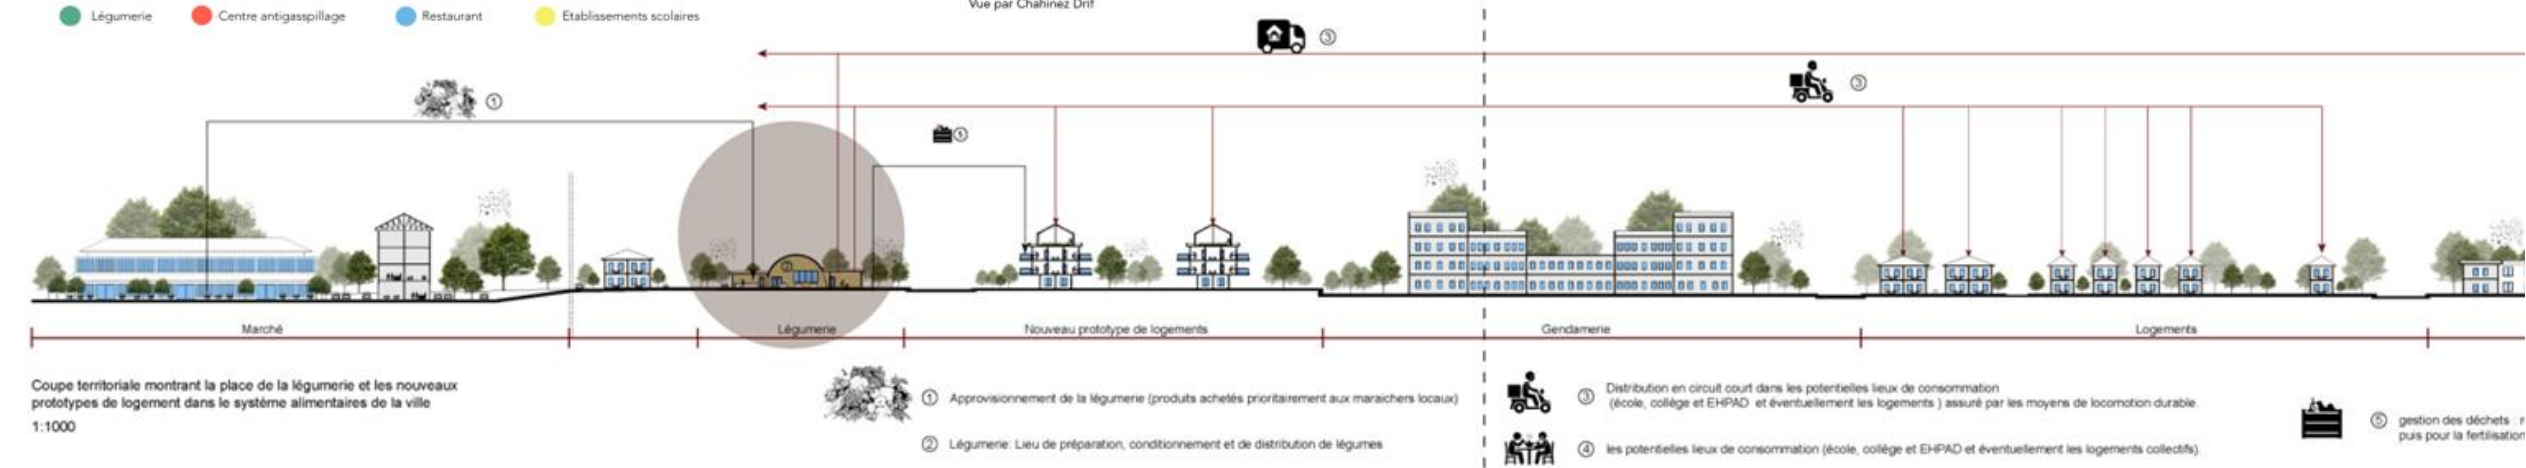 Légumerie
Centre antigasspillage
Restaurant
Etablissements scolaires
Vue par Chahinez Drif
3
3
1
5
2
Marché
Légumerie
Nouveau prototype de logements
Gendamerie
Logements
Coupe territoriale montrant la place de la légumerie et les nouveaux
prototypes de logement dans le système alimentaires de la ville
1:1000
1 Approvisionnement de la légumerie (produits achetés prioritairement aux maraichers locaux)
2 Légumerie: Lieu de préparation, conditionnement et de distribution de légumes
3 Distribution en circuit court dans les potentielles lieux de consommation
(école, collège et EHPAD et éventuellement les logements ) assuré par les moyens de locomotion durable.
4 les potentielles lieux de consommation (école, collège et EHPAD et éventuellement les logements collectifs).
5 gestion des déchets :
puis pour la fertilisation